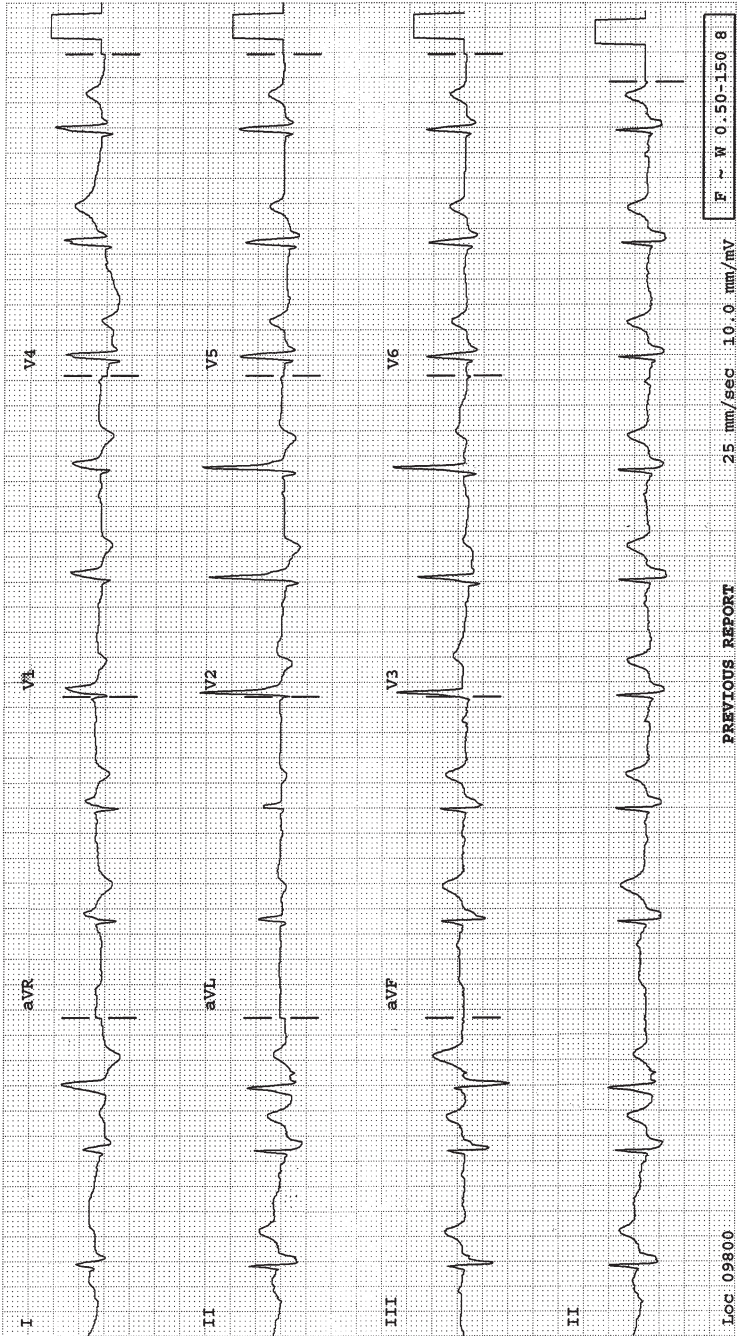 I aVR V1 V4
II aVL V2 V5
III aVF V3 V6
II
Loc 09800 PREVIOUS REPORT 25 mm/sec 10.0 mm/mV F ~ W 0.50-150 8